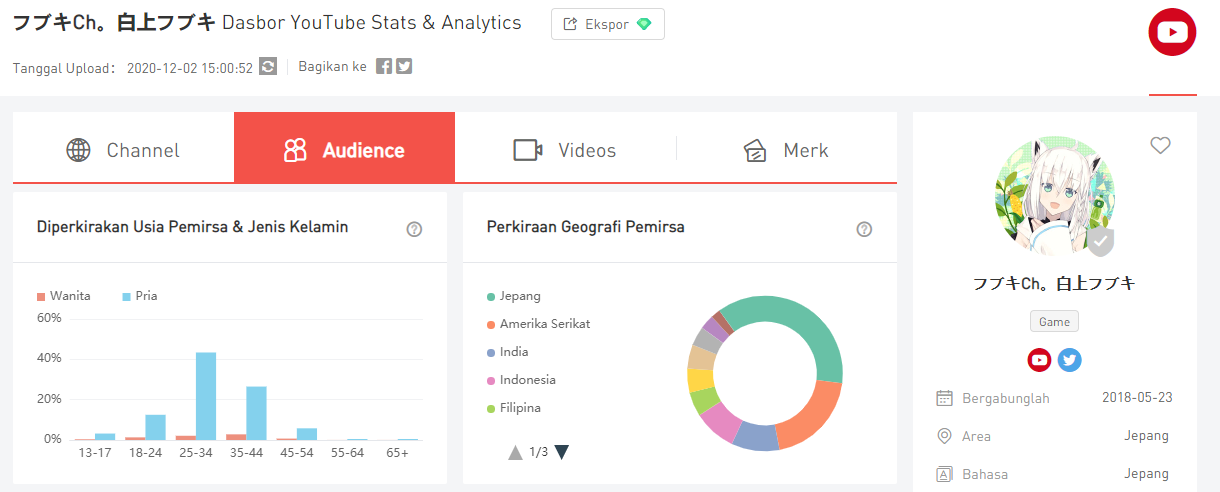 フブキCh。白上フブキ Dasbor YouTube Stats & Analytics
Ekspor
Tanggal Upload： 2020-12-02 15:00:52
Bagikan ke
Channel
Audience
Videos
Merk
Diperkirakan Usia Pemirsa & Jenis Kelamin
?
Wanita
Pria
60%
40%
20%
0%
13-17
18-24
25-34
35-44
45-54
55-64
65+
Perkiraan Geografi Pemirsa
?
Jepang
Amerika Serikat
India
Indonesia
Filipina
1/3
フブキCh。白上フブキ
Game
Bergabunglah 2018-05-23
Area Jepang
Bahasa Jepang